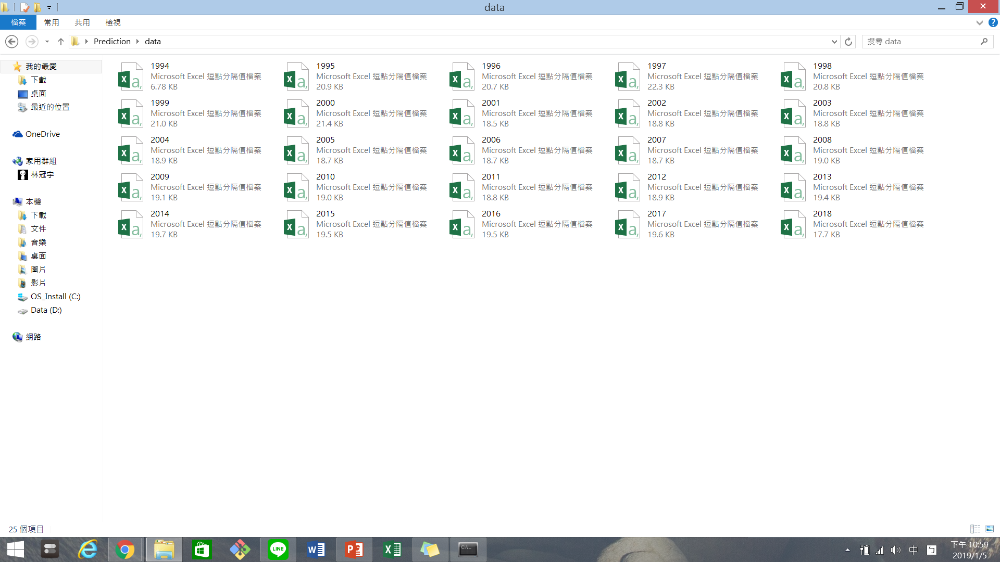 data
檔案 常用 共用 檢視
Prediction data
搜尋 data
我的最愛
下載
桌面
最近的位置
OneDrive
家用群組
林冠宇
本機
下載
文件
音樂
桌面
圖片
影片
OS_Install (C:)
Data (D:)
網路
1994
Microsoft Excel 逗點分隔值檔案
6.78 KB
1995
Microsoft Excel 逗點分隔值檔案
20.9 KB
1996
Microsoft Excel 逗點分隔值檔案
20.7 KB
1997
Microsoft Excel 逗點分隔值檔案
22.3 KB
1998
Microsoft Excel 逗點分隔值檔案
20.8 KB
1999
Microsoft Excel 逗點分隔值檔案
21.0 KB
2000
Microsoft Excel 逗點分隔值檔案
21.4 KB
2001
Microsoft Excel 逗點分隔值檔案
18.5 KB
2002
Microsoft Excel 逗點分隔值檔案
18.8 KB
2003
Microsoft Excel 逗點分隔值檔案
18.8 KB
2004
Microsoft Excel 逗點分隔值檔案
18.9 KB
2005
Microsoft Excel 逗點分隔值檔案
18.7 KB
2006
Microsoft Excel 逗點分隔值檔案
18.7 KB
2007
Microsoft Excel 逗點分隔值檔案
18.7 KB
2008
Microsoft Excel 逗點分隔值檔案
19.0 KB
2009
Microsoft Excel 逗點分隔值檔案
19.1 KB
2010
Microsoft Excel 逗點分隔值檔案
19.0 KB
2011
Microsoft Excel 逗點分隔值檔案
18.8 KB
2012
Microsoft Excel 逗點分隔值檔案
18.9 KB
2013
Microsoft Excel 逗點分隔值檔案
19.4 KB
2014
Microsoft Excel 逗點分隔值檔案
19.7 KB
2015
Microsoft Excel 逗點分隔值檔案
19.5 KB
2016
Microsoft Excel 逗點分隔值檔案
19.5 KB
2017
Microsoft Excel 逗點分隔值檔案
19.6 KB
2018
Microsoft Excel 逗點分隔值檔案
17.7 KB
25 個項目
LINE
中
ㄅ
下午 10:59
2019/1/5